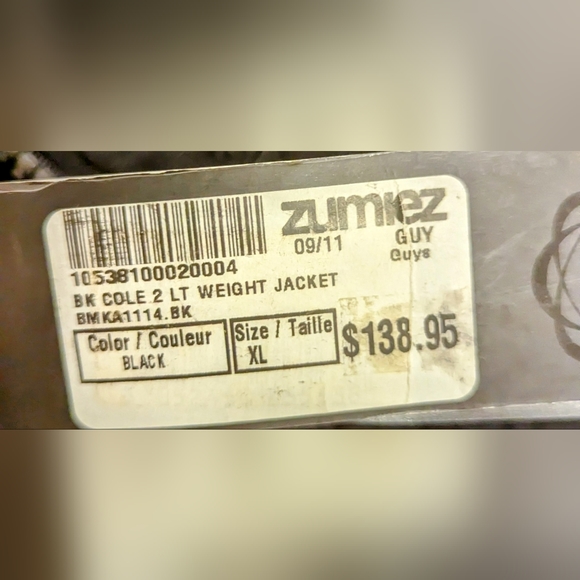 zumiez
09/11
GUY
Guys
10538100020004
BK COLE 2 LT WEIGHT JACKET
BMKA1114.BK
Color / Couleur
BLACK
Size / Taille
XL
$138.95